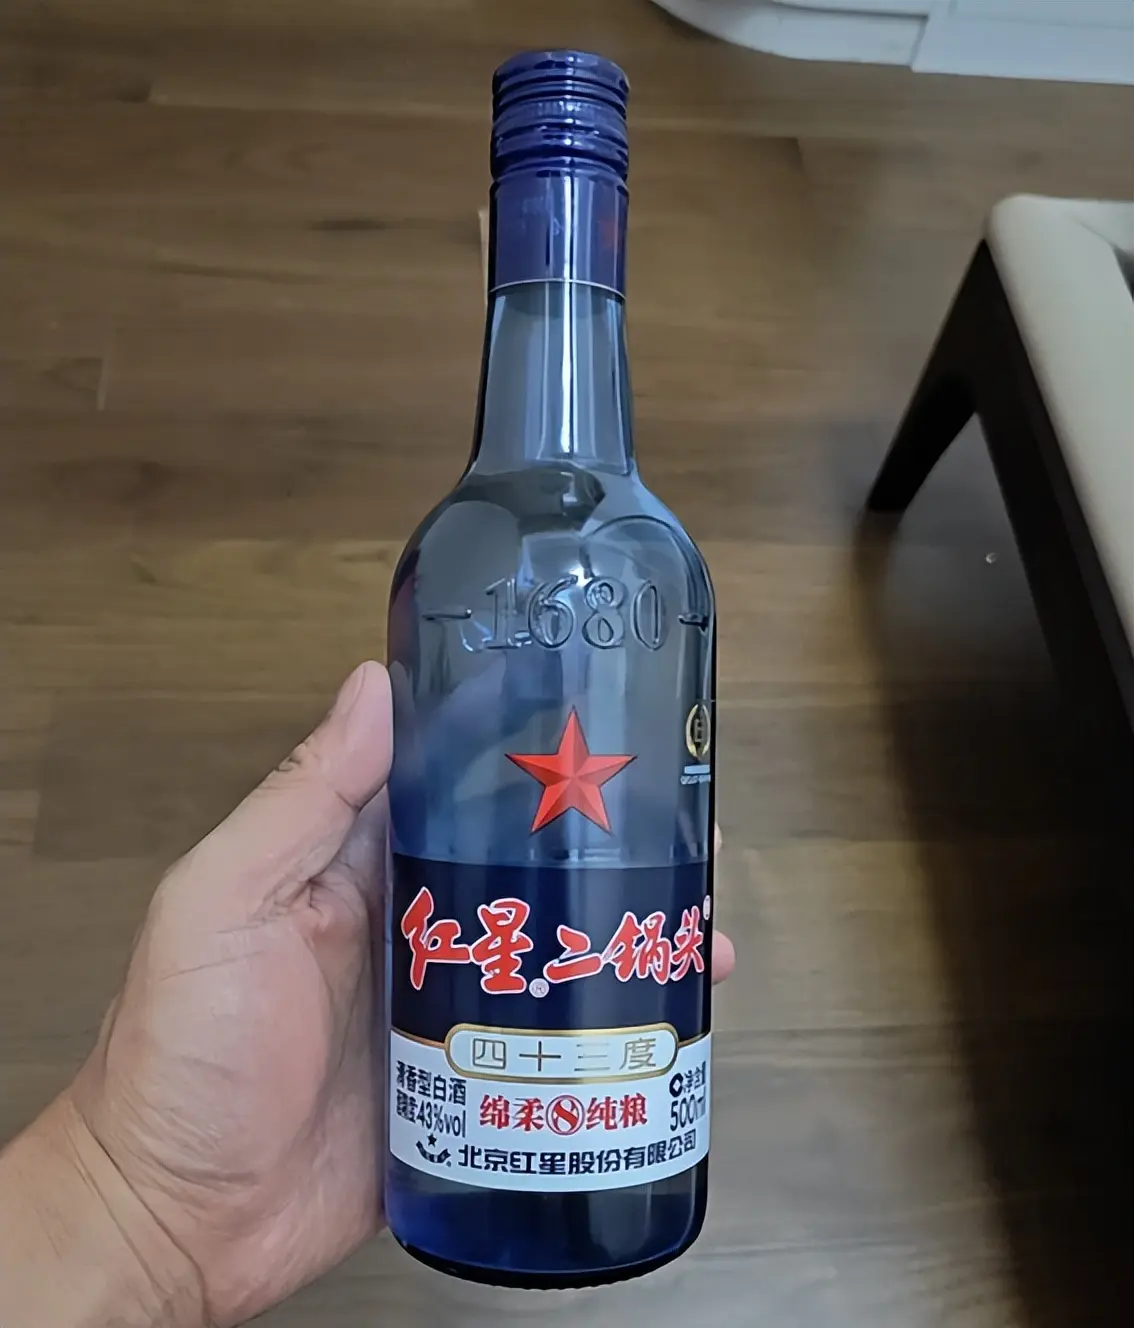 -1680-
红星®二锅头
四十三度
清香型白酒
酒精度:43%vol
绵柔8纯粮
净含量
500ml
北京红星股份有限公司